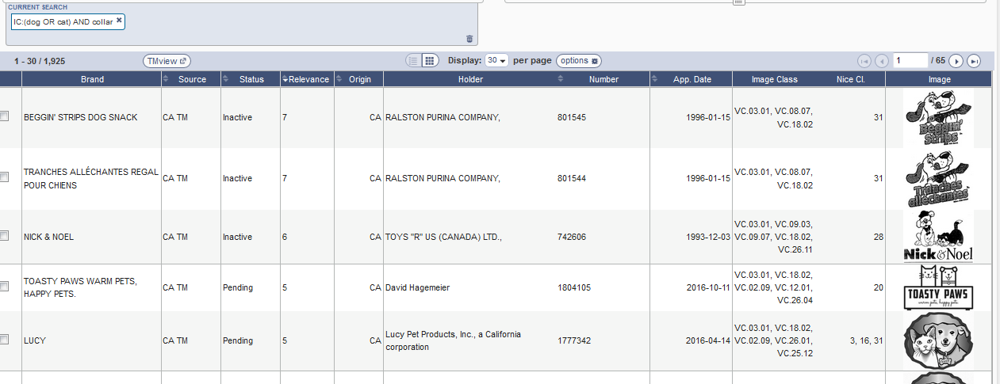 CURRENT SEARCH
IC:(dog OR cat) AND collar
1 - 30 / 1,925 TMview Display: 30 per page options 1 / 65
Brand Source Status Relevance Origin Holder Number App. Date Image Class Nice Cl. Image
BEGGIN' STRIPS DOG SNACK CA TM Inactive 7 CA RALSTON PURINA COMPANY, 801545 1996-01-15 VC.03.01, VC.08.07, VC.18.02 31
Beggin' Strips
TRANCHES ALLÉCHANTES REGAL POUR CHIENS CA TM Inactive 7 CA RALSTON PURINA COMPANY, 801544 1996-01-15 VC.03.01, VC.08.07, VC.18.02 31
Tranches alléchantes
NICK & NOEL CA TM Inactive 6 CA TOYS "R" US (CANADA) LTD., 742606 1993-12-03 VC.03.01, VC.09.03, VC.09.07, VC.18.02, VC.26.11 28
Nick&Noel
TOASTY PAWS WARM PETS, HAPPY PETS. CA TM Pending 5 CA David Hagemeier 1804105 2016-10-11 VC.03.01, VC.18.02, VC.02.09, VC.12.01, VC.26.04 20
TOASTY PAWS
warm pets, happy pets.
LUCY CA TM Pending 5 CA Lucy Pet Products, Inc., a California corporation 1777342 2016-04-14 VC.03.01, VC.18.02, VC.02.09, VC.26.01, VC.25.12 3, 16, 31